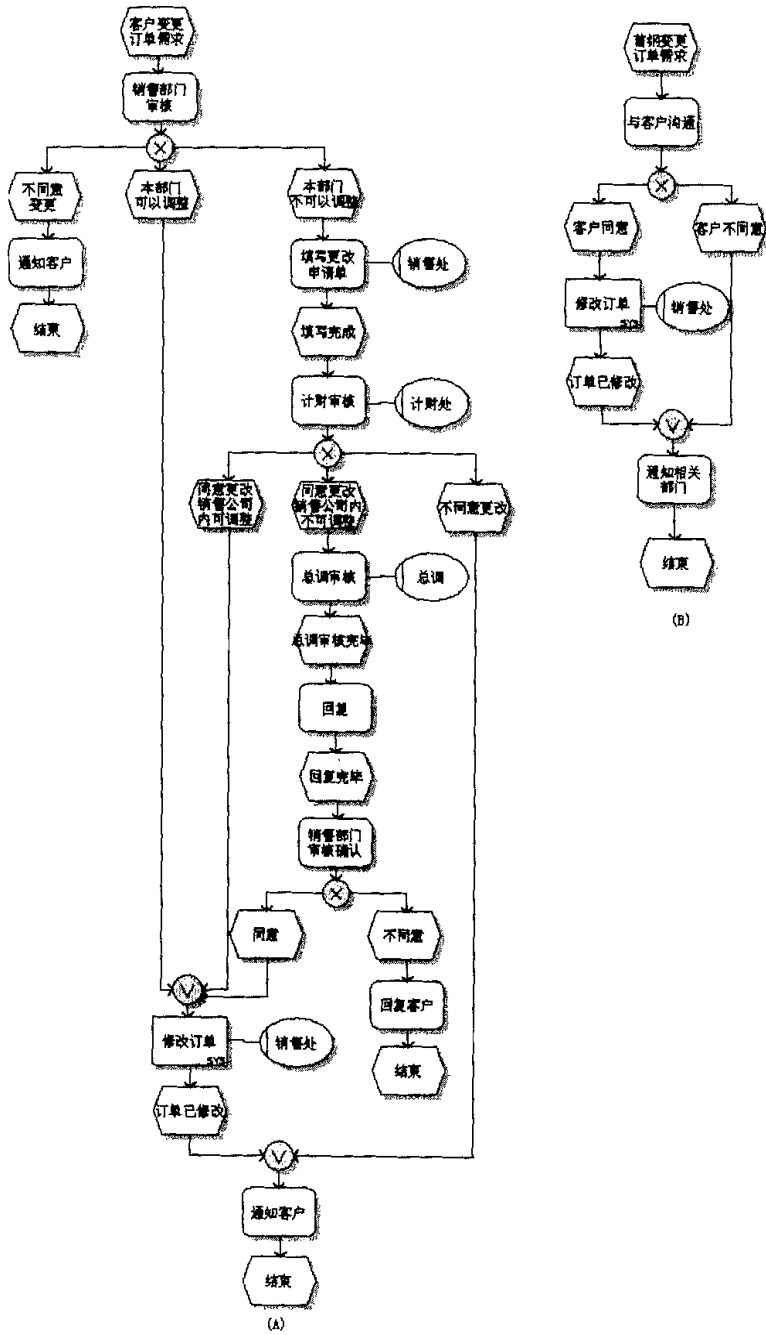 客户变更
订单需求
销售部门
审核
不同意
变更
通知客户
结束
本部门
可以调整
本部门
不可以调整
填写更改
申请单
销售处
填写完成
计财审核
计财处
同意更改
销售公司
内可调整
同意更改
销售公司内
不可调整
不同意更改
总调审核
总调
总调审核完毕
回复
回复完毕
销售部门
审核确认
同意
不同意
回复客户
结束
修改订单
SYS
销售处
订单已修改
通知客户
结束
(A)
首钢变更
订单需求
与客户沟通
客户同意
客户不同意
修改订单
SYS
销售处
订单已修改
通知相关
部门
结束
(B)